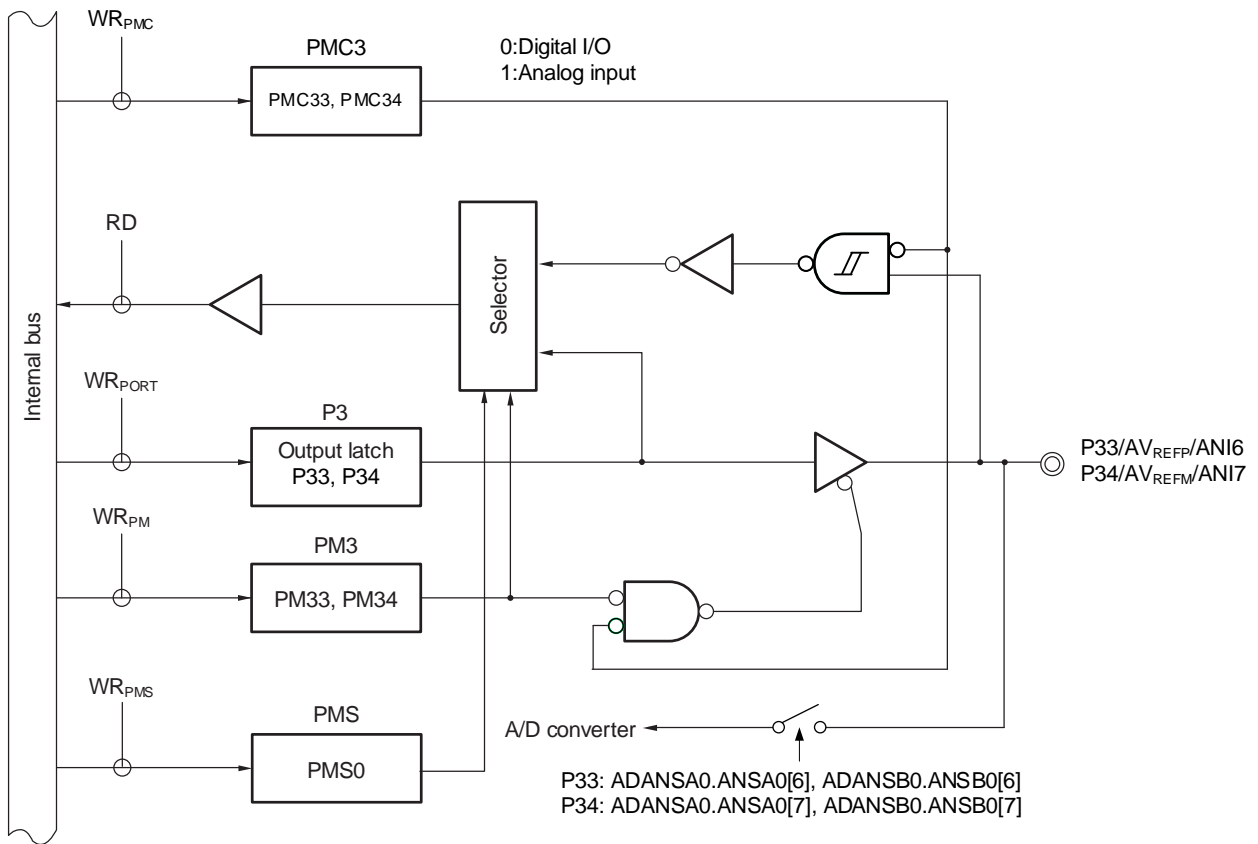 WRPMC
PMC3
0:Digital I/O
1:Analog input
PMC33, PMC34
RD
Selector
Internal bus
WRPORT
P3
Output latch
P33, P34
P33/AVREFP/ANI6
P34/AVREFM/ANI7
WRPM
PM3
PM33, PM34
WRPMS
PMS
PMS0
A/D converter
P33: ADANSA0.ANSA0[6], ADANSB0.ANSB0[6]
P34: ADANSA0.ANSA0[7], ADANSB0.ANSB0[7]